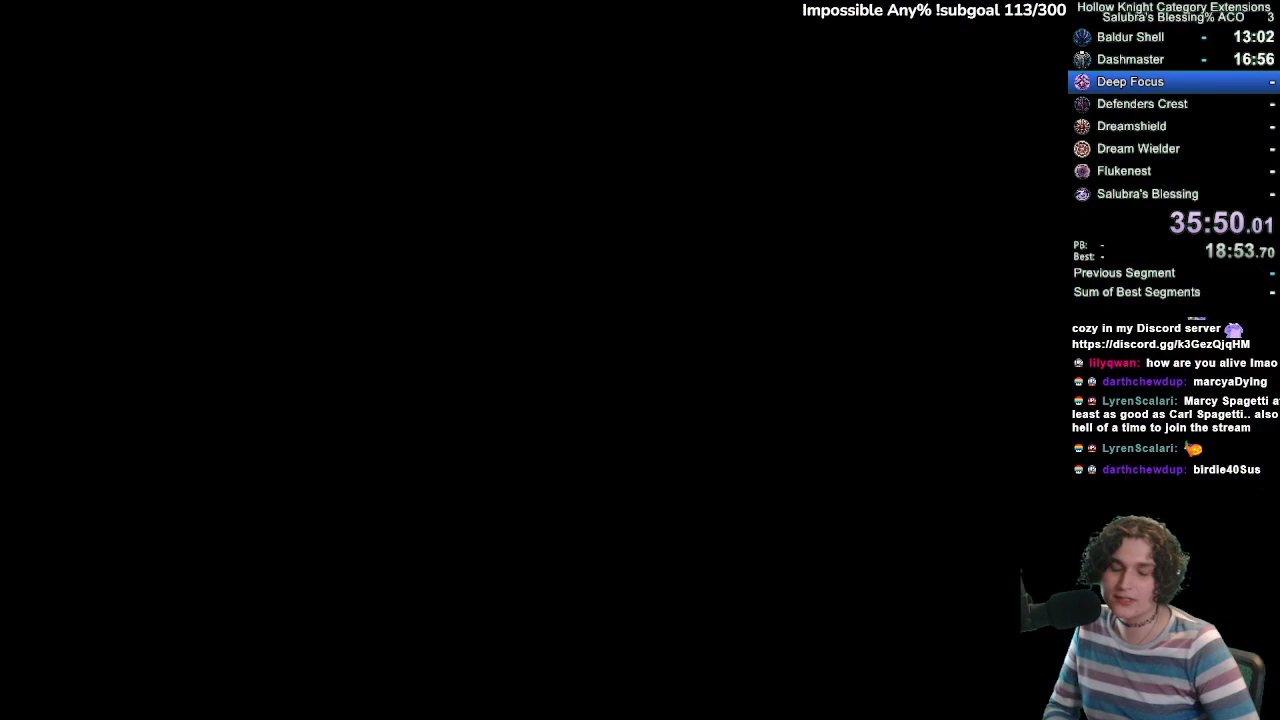 Impossible Any% !subgoal 113/300
Hollow Knight Category Extensions
Salubra's Blessing% ACO 3
Baldur Shell - 13:02
Dashmaster - 16:56
Deep Focus -
Defenders Crest -
Dreamshield -
Dream Wielder -
Flukenest -
Salubra's Blessing -
35:50.01
PB: - 18:53.70
Best: -
Previous Segment -
Sum of Best Segments -
cozy in my Discord server
https://discord.gg/k3GezQjqHM
lilyqwan: how are you alive lmao
darthchewdup: marcyaDyIng
LyrenScalari: Marcy Spagetti a
least as good as Carl Spagetti.. also
hell of a time to join the stream
LyrenScalari:
darthchewdup: birdie40Sus